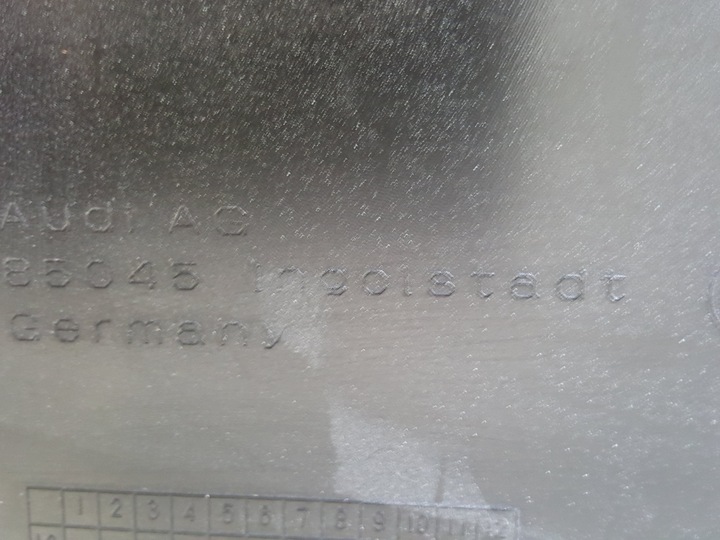 Audi AG
85045 Ingolstadt
Germany
1 2 3 4 5 6 7 8 9 10 11 12